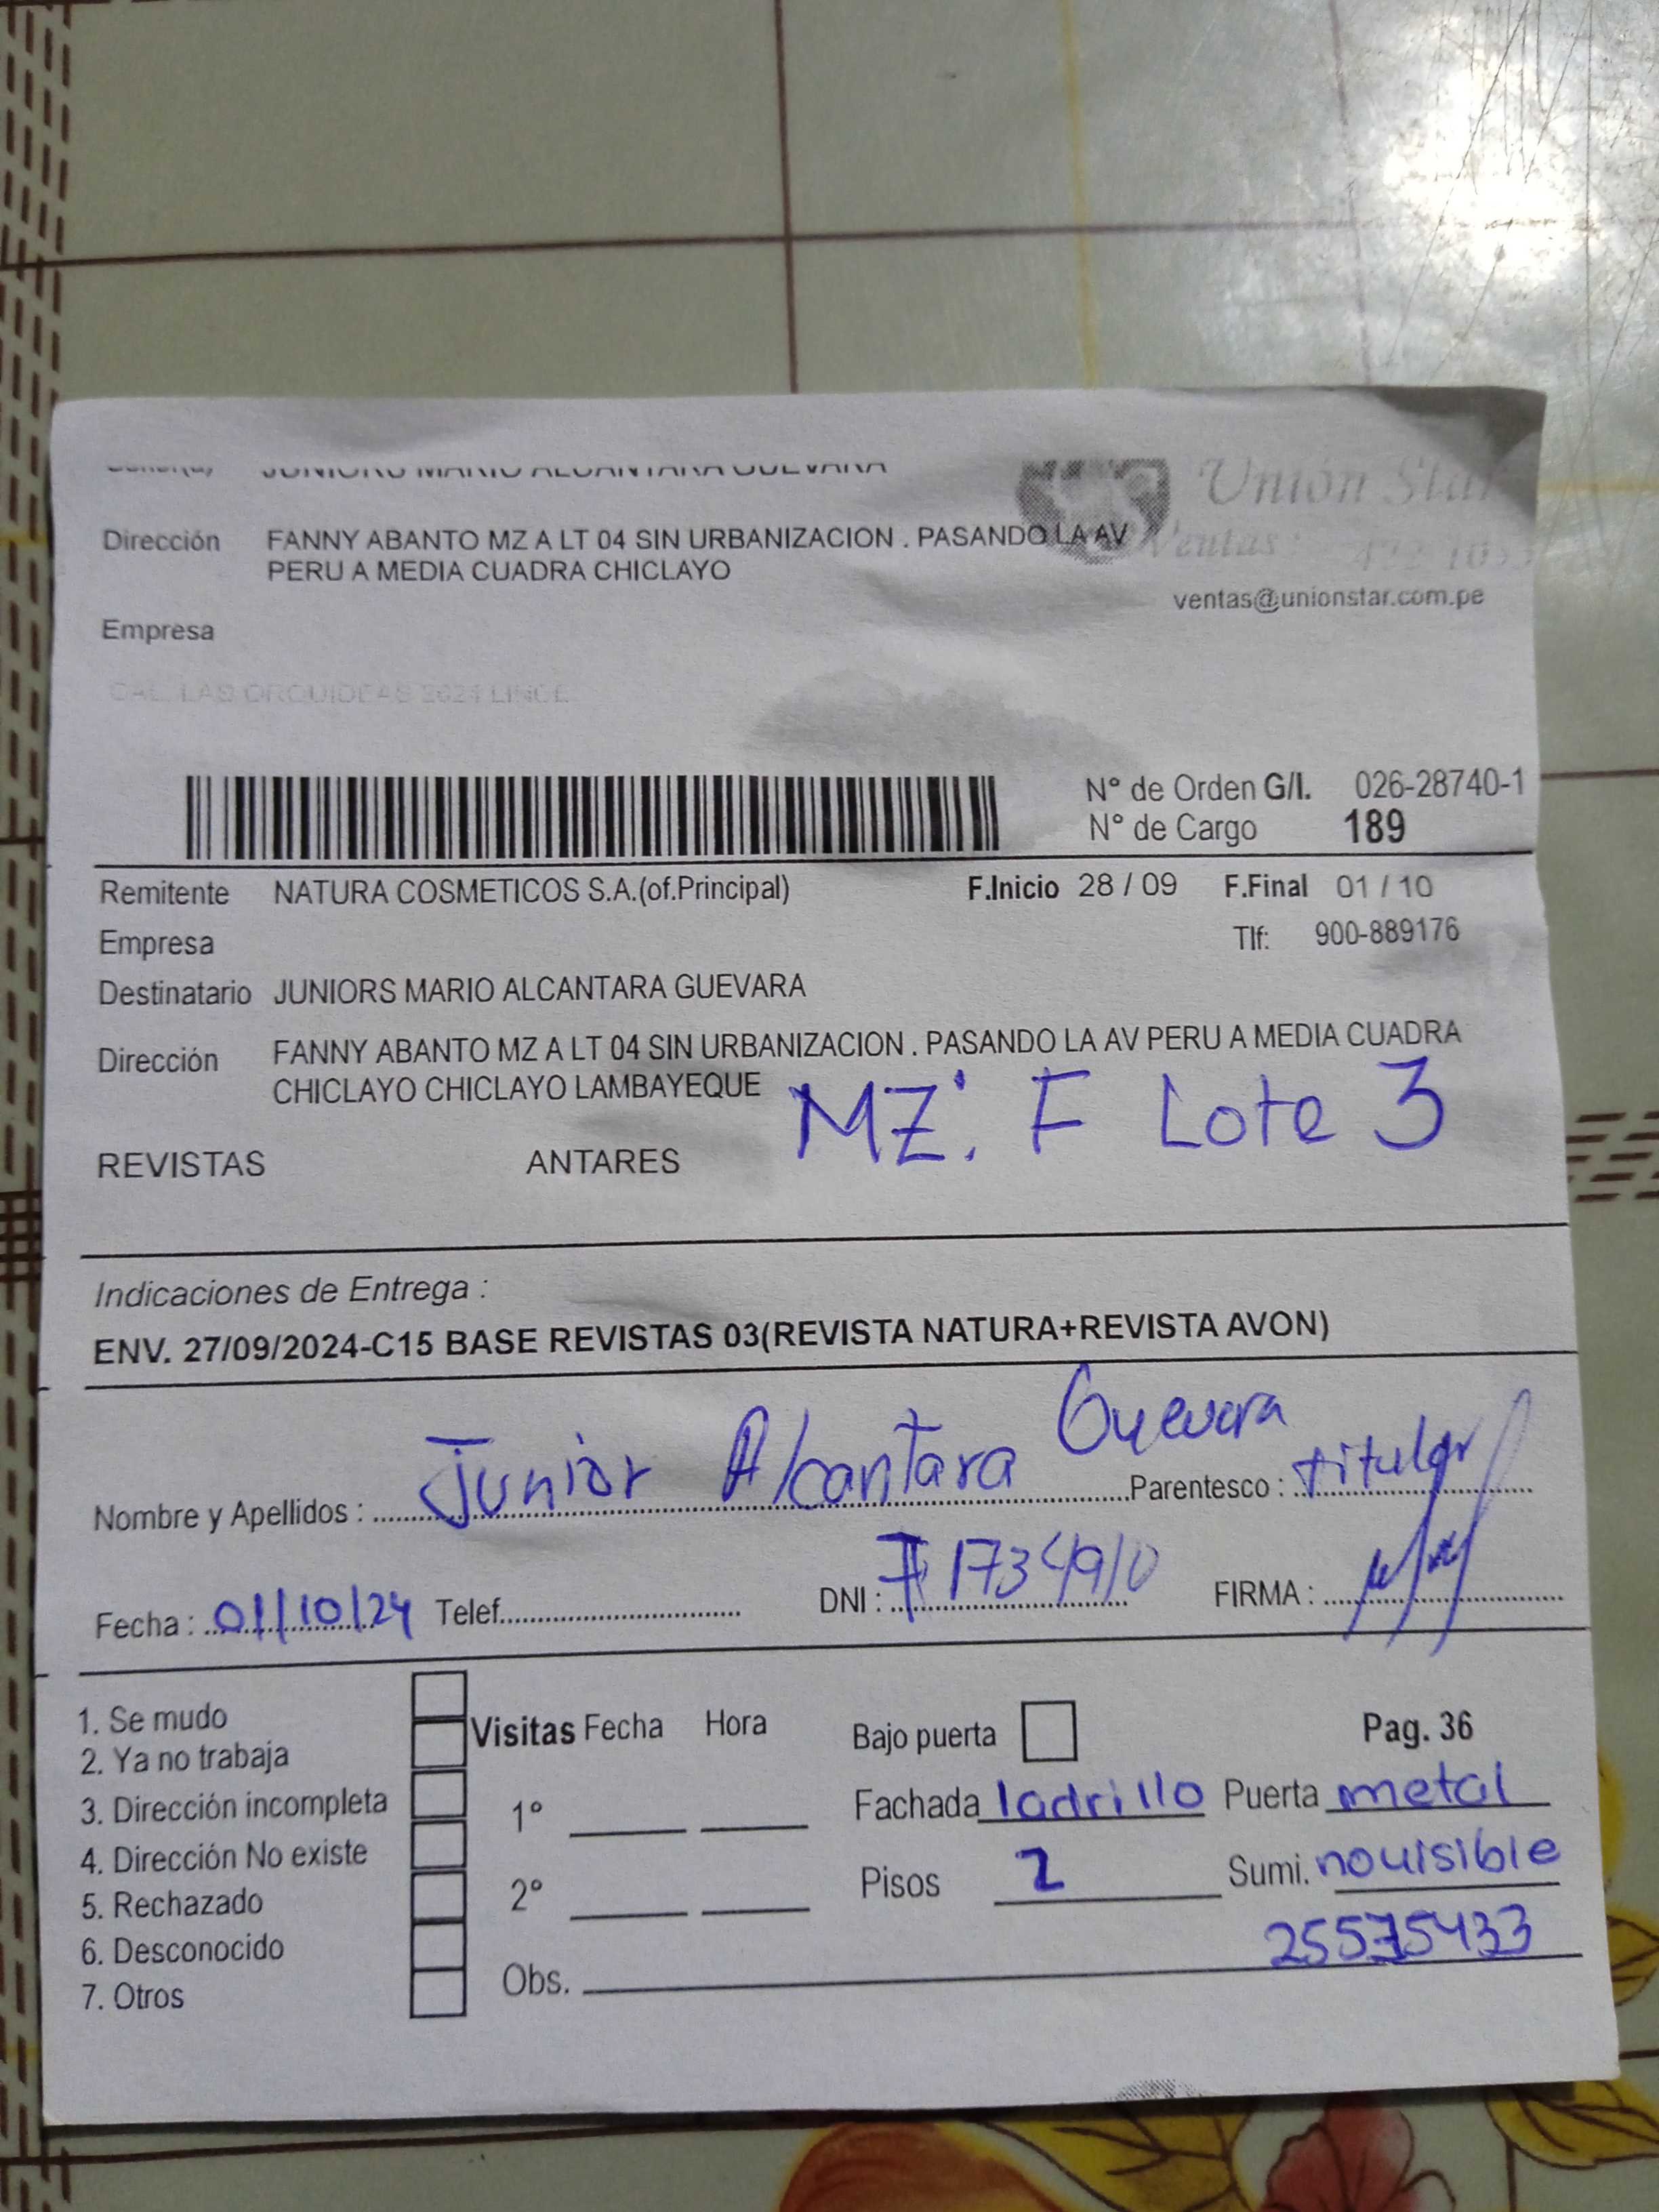 JUNIORS MARIO ALCANTARA GUEVARA
Unión Star
Dirección FANNY ABANTO MZ A LT 04 SIN URBANIZACION . PASANDO LA AV
PERU A MEDIA CUADRA CHICLAYO
Ventas :
ventas@unionstar.com.pe
Empresa
CAL. LAS ORQUIDEAS 2624 LINCE
N° de Orden G/I. 026-28740-1
N° de Cargo 189
Remitente NATURA COSMETICOS S.A.(of.Principal) F.Inicio 28 / 09 F.Final 01 / 10
Empresa Tlf: 900-889176
Destinatario JUNIORS MARIO ALCANTARA GUEVARA
Dirección FANNY ABANTO MZ A LT 04 SIN URBANIZACION . PASANDO LA AV PERU A MEDIA CUADRA
CHICLAYO CHICLAYO LAMBAYEQUE
MZ: F Lote 3
REVISTAS ANTARES
Indicaciones de Entrega :
ENV. 27/09/2024-C15 BASE REVISTAS 03(REVISTA NATURA+REVISTA AVON)
Nombre y Apellidos : Junior Alcantara Guevara Parentesco : titular
Fecha : 01/10/24 Telef. DNI : 71734910 FIRMA :
1. Se mudo
2. Ya no trabaja
3. Dirección incompleta
4. Dirección No existe
5. Rechazado
6. Desconocido
7. Otros
Visitas Fecha Hora
1°
2°
Obs.
Bajo puerta Pag. 36
Fachada ladrillo Puerta metal
Pisos 2 Sumi. novisible
25575433